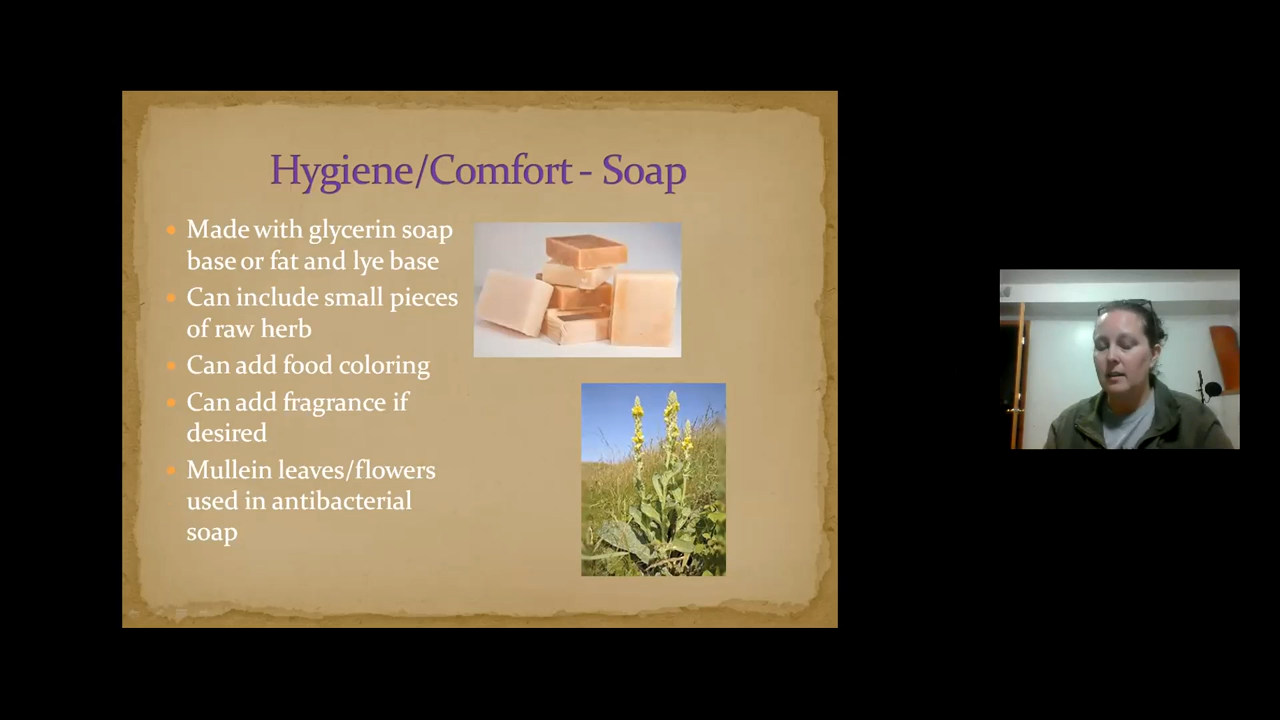 Hygiene/Comfort - Soap
Made with glycerin soap
base or fat and lye base
Can include small pieces
of raw herb
Can add food coloring
Can add fragrance if
desired
Mullein leaves/flowers
used in antibacterial
soap